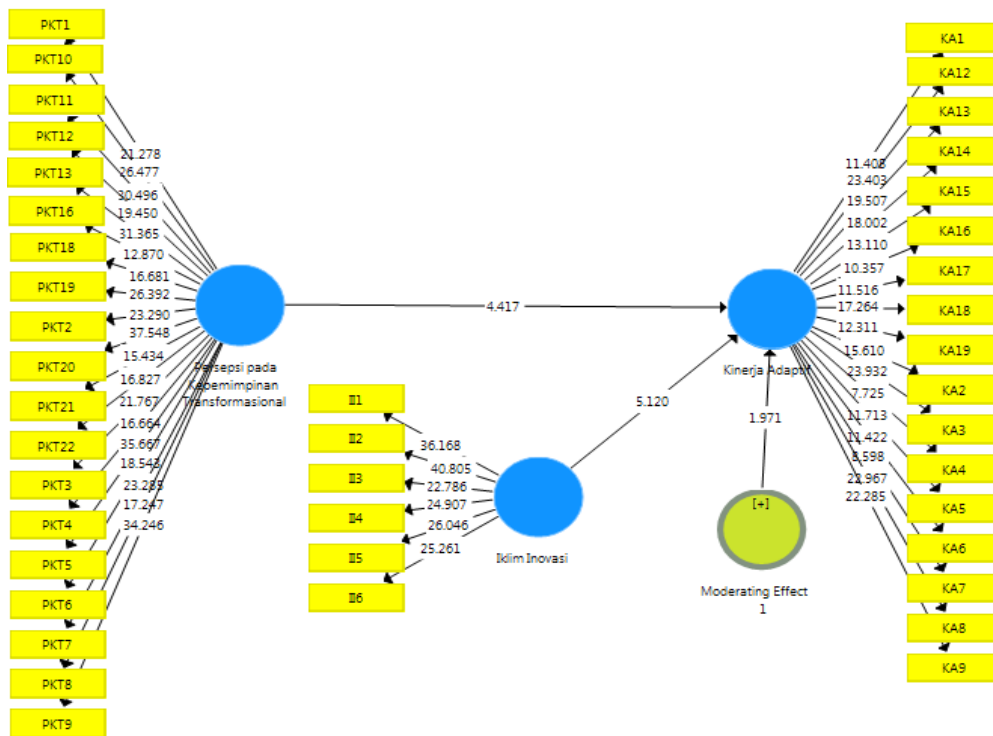 PKT1
PKT10
PKT11
PKT12
PKT13
PKT16
PKT18
PKT19
PKT2
PKT20
PKT21
PKT22
PKT3
PKT4
PKT5
PKT6
PKT7
PKT8
PKT9
21.278
26.477
30.496
19.450
31.365
12.870
16.681
26.392
23.290
37.548
15.434
16.827
21.767
16.664
35.667
18.543
23.285
17.247
34.246
Persepsi pada
Kepemimpinan
Transformasional
4.417
II1
II2
II3
II4
II5
II6
36.168
40.805
22.786
24.907
26.046
25.261
Iklim Inovasi
5.120
1.971
[+]
Moderating Effect
1
Kinerja Adaptif
11.408
23.403
19.507
18.002
13.110
10.357
11.516
17.264
12.311
15.610
23.932
7.725
11.713
11.422
8.598
22.967
22.285
KA1
KA12
KA13
KA14
KA15
KA16
KA17
KA18
KA19
KA2
KA3
KA4
KA5
KA6
KA7
KA8
KA9